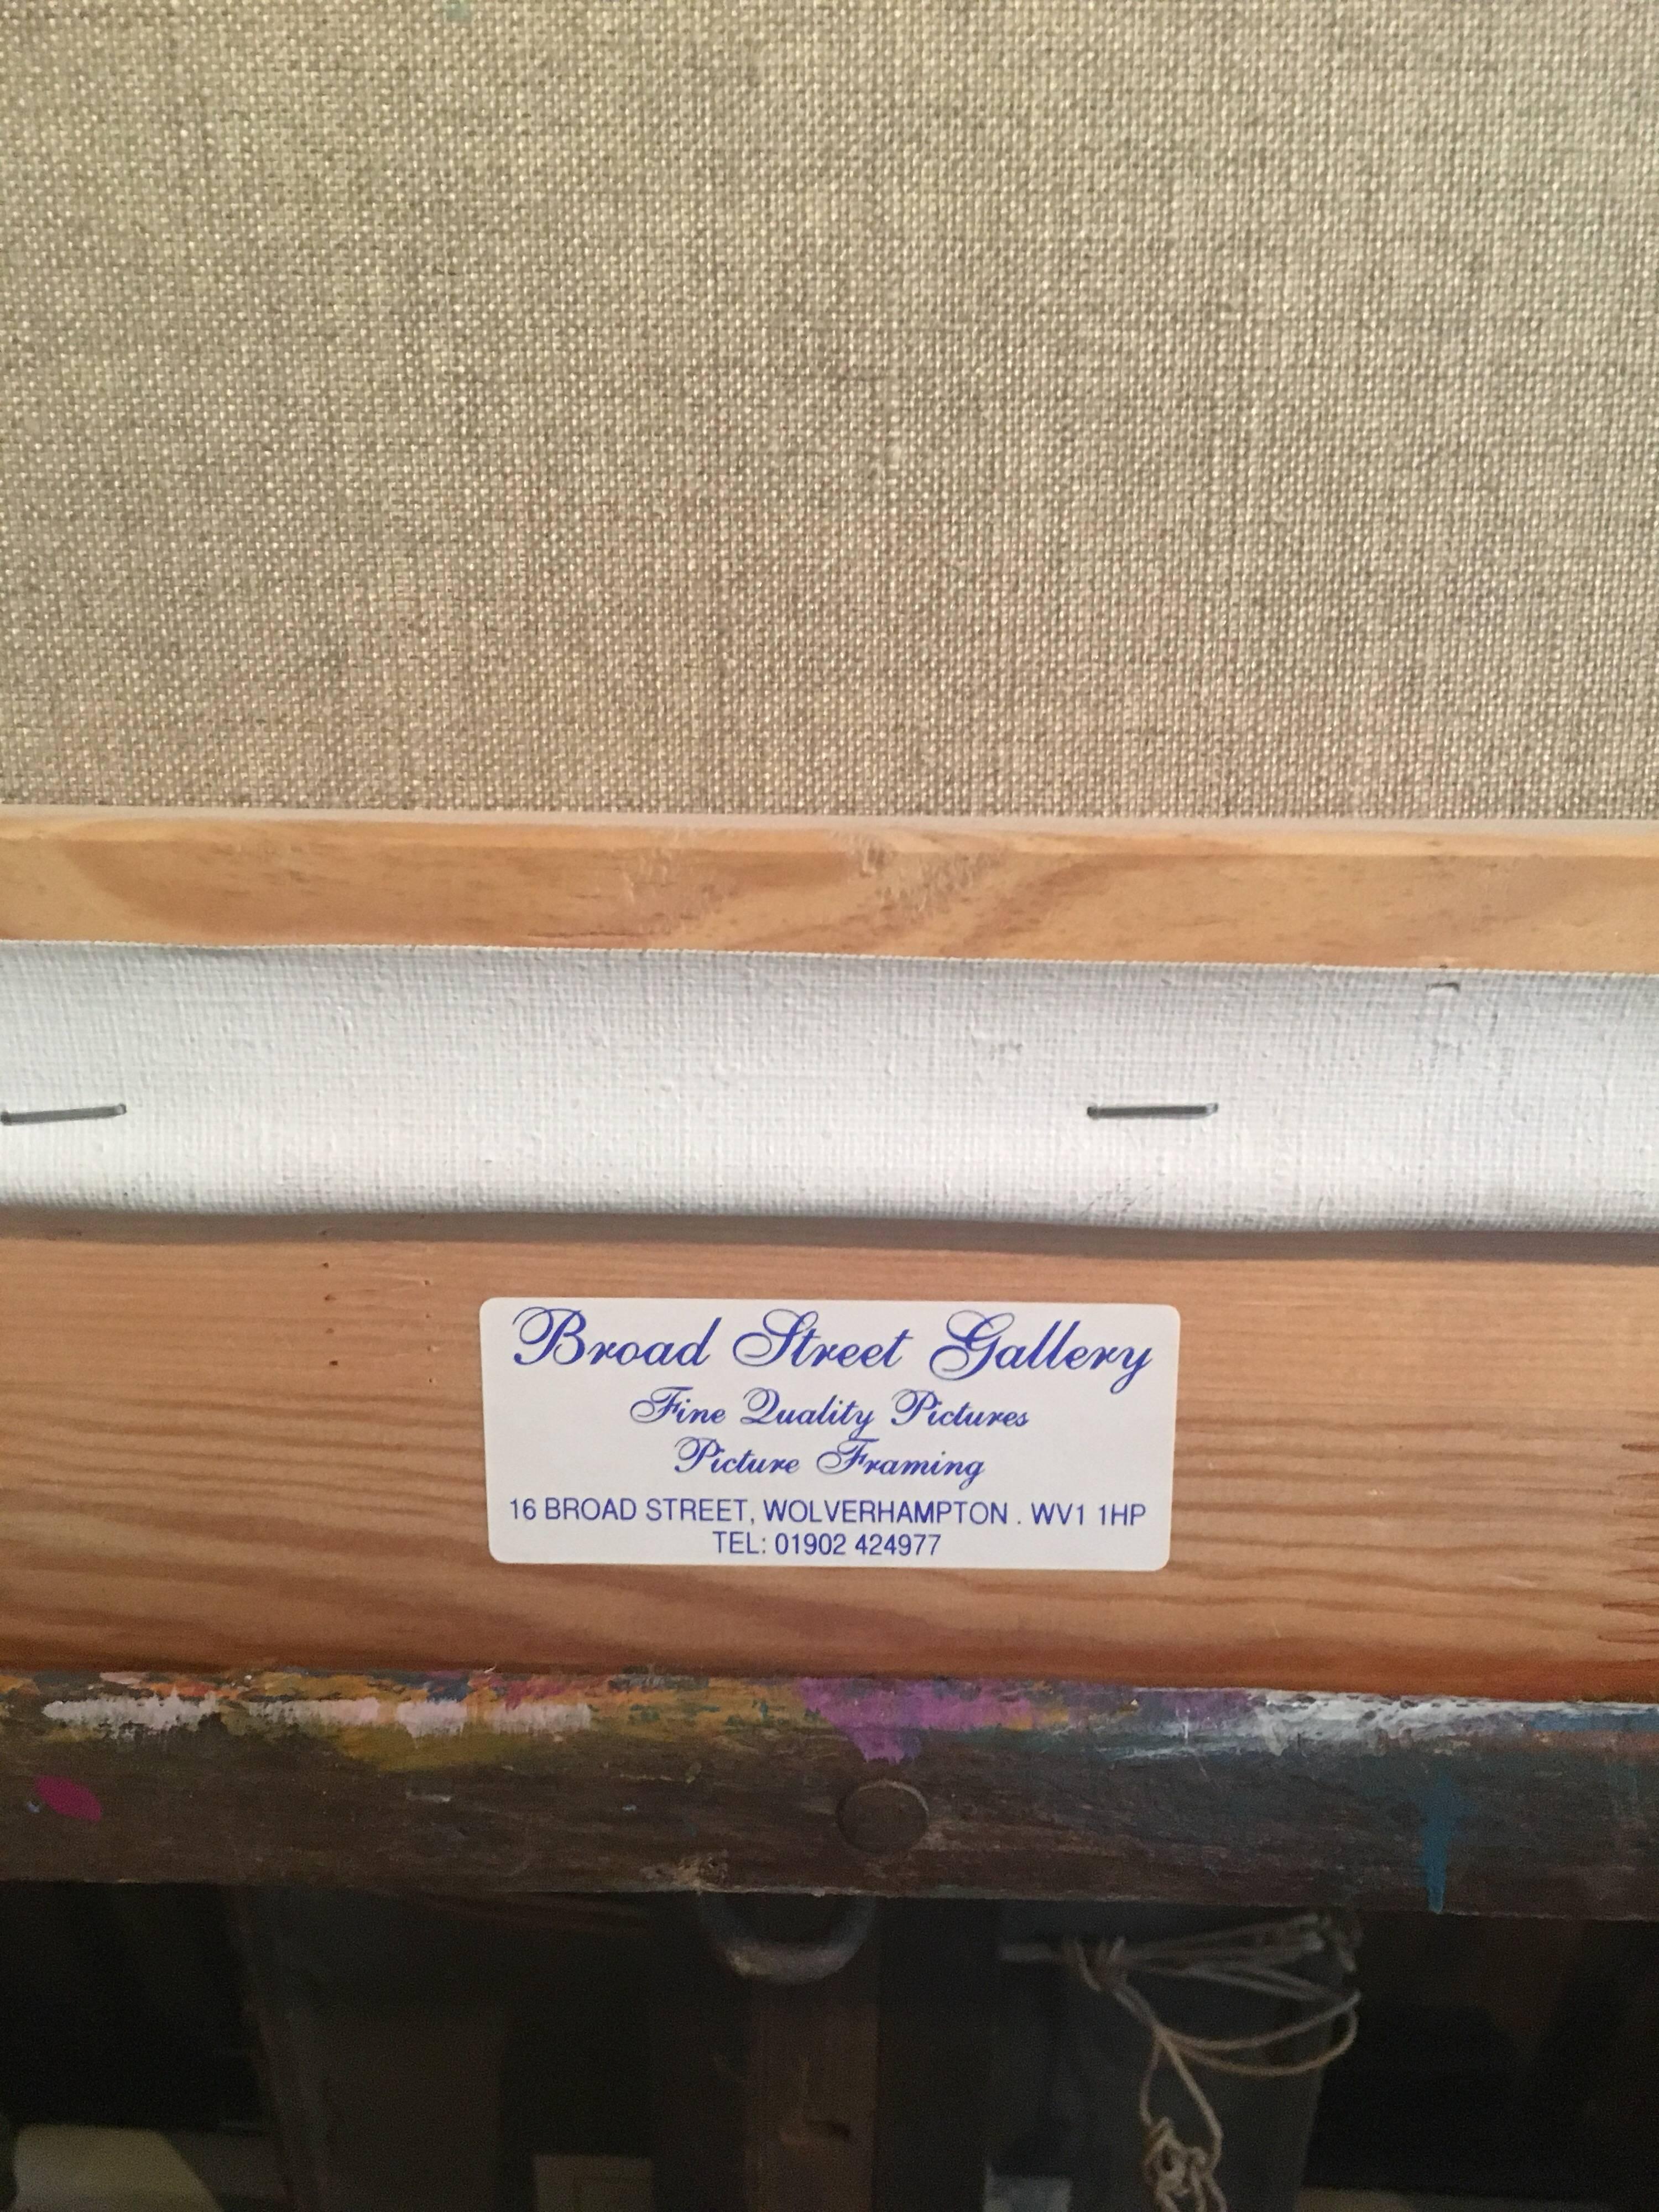 Broad Street Gallery
Fine Quality Pictures
Picture Framing
16 BROAD STREET, WOLVERHAMPTON . WV1 1HP
TEL: 01902 424977